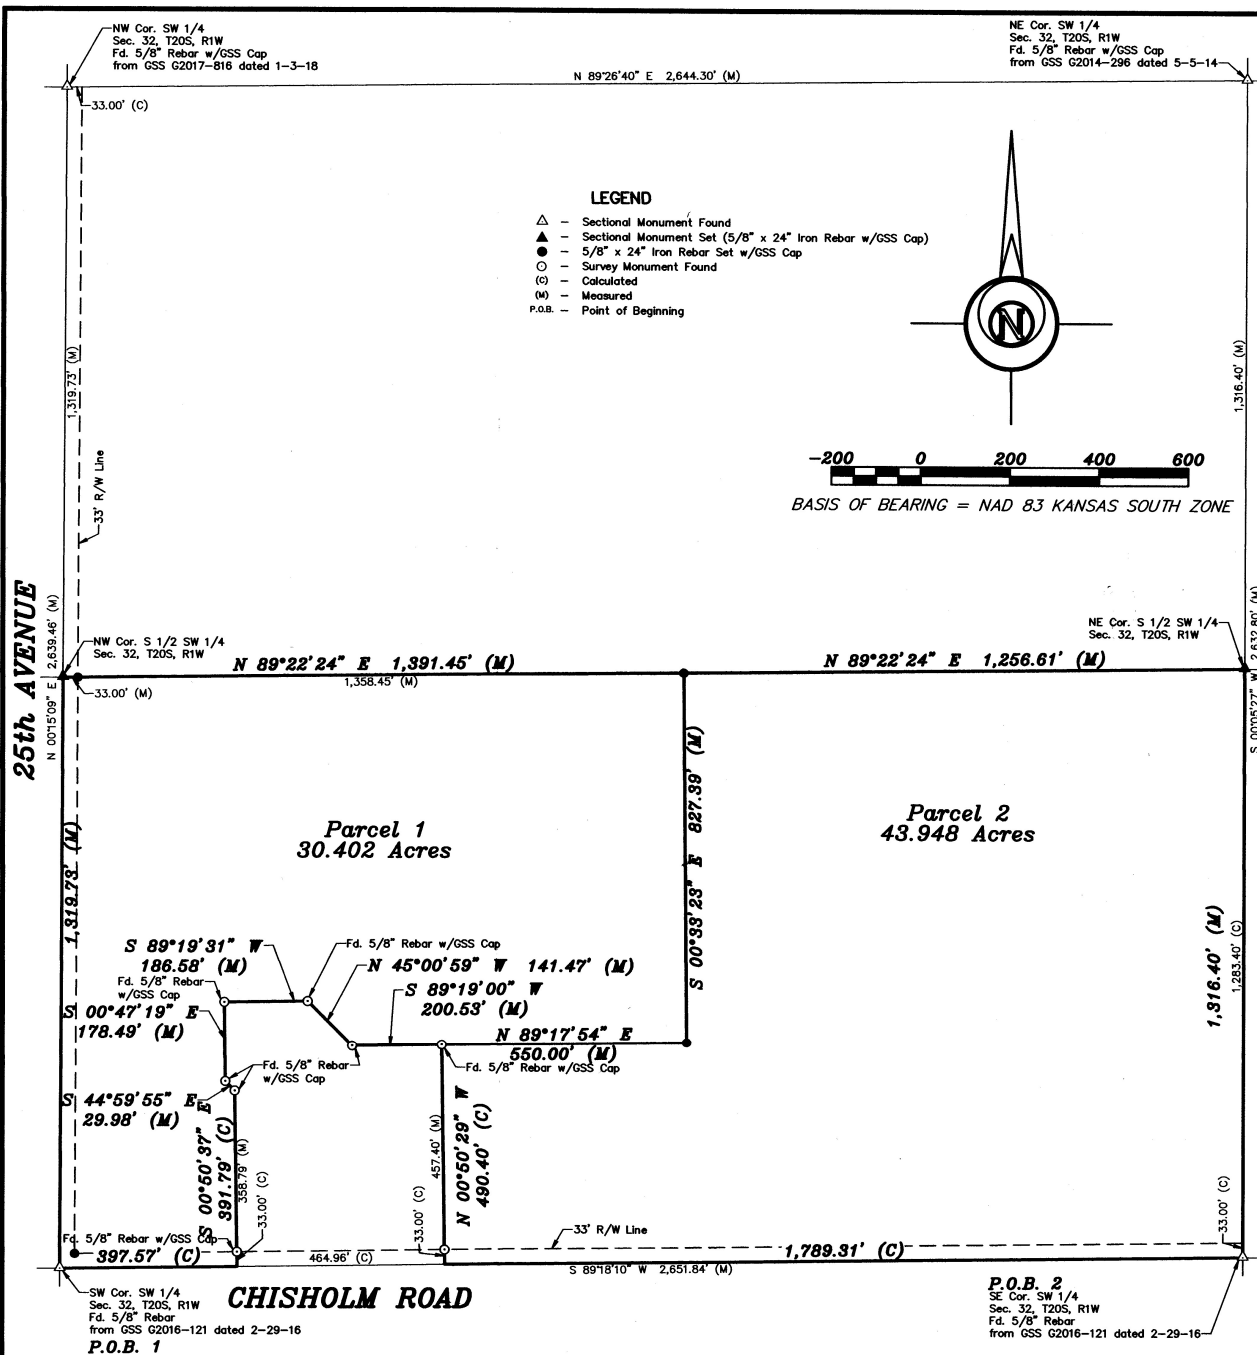 NW Cor. SW 1/4
Sec. 32, T20S, R1W
Fd. 5/8" Rebar w/GSS Cap
from GSS G2017-816 dated 1-3-18
NE Cor. SW 1/4
Sec. 32, T20S, R1W
Fd. 5/8" Rebar w/GSS Cap
from GSS G2014-296 dated 5-5-14
N 89°26'40" E 2,644.30' (M)
33.00' (C)
LEGEND
△ – Sectional Monument Found
▲ – Sectional Monument Set (5/8" x 24" Iron Rebar w/GSS Cap)
● – 5/8" x 24" Iron Rebar Set w/GSS Cap
⊙ – Survey Monument Found
(C) – Calculated
(M) – Measured
P.O.B. – Point of Beginning
N
1,319.73' (M)
1,316.40' (M)
33' R/W Line
-200 0 200 400 600
BASIS OF BEARING = NAD 83 KANSAS SOUTH ZONE
25th AVENUE
N 00°15'09" E 2,639.46' (M)
S 00°05'27" W 2,632.80' (M)
NW Cor. S 1/2 SW 1/4
Sec. 32, T20S, R1W
NE Cor. S 1/2 SW 1/4
Sec. 32, T20S, R1W
N 89°22'24" E 1,391.45' (M)
N 89°22'24" E 1,256.61' (M)
1,358.45' (M)
33.00' (M)
S 00°33'23" E 827.39' (M)
Parcel 1
30.402 Acres
Parcel 2
43.948 Acres
1,319.73' (M)
1,316.40' (M)
1,283.40' (C)
S 89°19'31" W
186.58' (M)
Fd. 5/8" Rebar w/GSS Cap
N 45°00'59" W 141.47' (M)
Fd. 5/8" Rebar
w/GSS Cap
S 89°19'00" W
200.53' (M)
S 00°47'19" E
178.49' (M)
N 89°17'54" E
550.00' (M)
Fd. 5/8" Rebar
w/GSS Cap
Fd. 5/8" Rebar w/GSS Cap
S 44°59'55" E
29.98' (M)
S 00°50'37" E
391.79' (C)
358.79' (M)
33.00' (C)
457.40' (M)
N 00°50'29" W
490.40' (C)
33.00' (C)
33.00' (C)
Fd. 5/8" Rebar w/GSS Cap
33' R/W Line
397.57' (C)
464.96' (C)
1,789.31' (C)
S 89°18'10" W 2,651.84' (M)
SW Cor. SW 1/4
Sec. 32, T20S, R1W
Fd. 5/8" Rebar
from GSS G2016-121 dated 2-29-16
P.O.B. 1
CHISHOLM ROAD
P.O.B. 2
SE Cor. SW 1/4
Sec. 32, T20S, R1W
Fd. 5/8" Rebar
from GSS G2016-121 dated 2-29-16